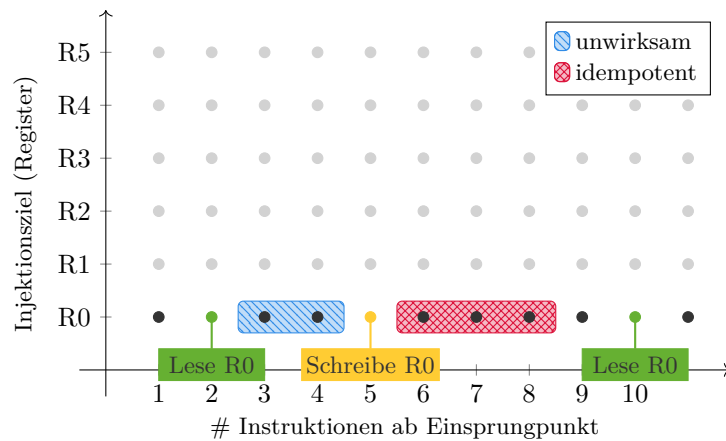 R5
unwirksam
idempotent
R4
R3
R2
R1
R0
Injektionsziel (Register)
Lese R0
Schreibe R0
Lese R0
1 2 3 4 5 6 7 8 9 10
# Instruktionen ab Einsprungpunkt